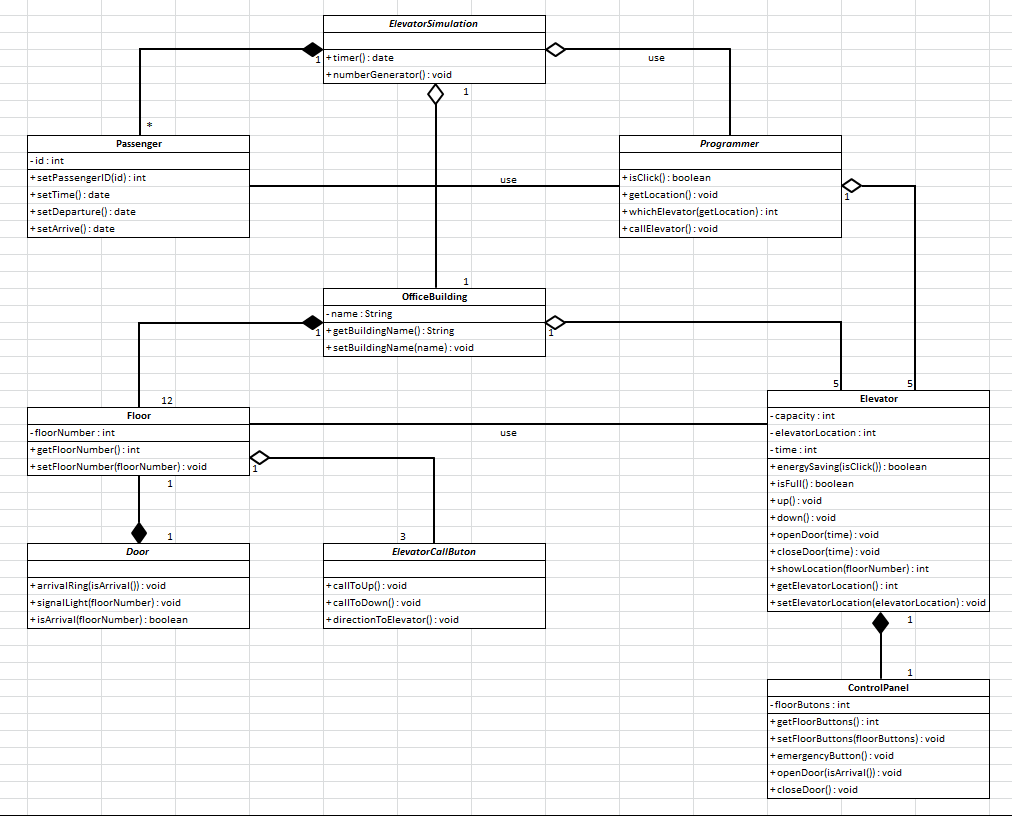 ElevatorSimulation
+timer() : date
+numberGenerator() : void
1
1
use
*
Passenger
-id : int
+setPassengerID(id) : int
+setTime() : date
+setDeparture() : date
+setArrive() : date
use
Programmer
+isClick() : boolean
+getLocation() : void
+whichElevator(getLocation) : int
+callElevator() : void
1
1
OfficeBuilding
-name : String
+getBuildingName() : String
+setBuildingName(name) : void
1
1
12
5
5
Floor
-floorNumber : int
+getFloorNumber() : int
+setFloorNumber(floorNumber) : void
use
1
1
1
3
Elevator
-capacity : int
-elevatorLocation : int
-time : int
+energySaving(isClick()) : boolean
+isFull() : boolean
+up() : void
+down() : void
+openDoor(time) : void
+closeDoor(time) : void
+showLocation(floorNumber) : int
+getElevatorLocation() : int
+setElevatorLocation(elevatorLocation) : void
Door
+arrivalRing(isArrival()) : void
+signalLight(floorNumber) : void
+isArrival(floorNumber) : boolean
ElevatorCallButon
+callToUp() : void
+callToDown() : void
+directionToElevator() : void
1
1
ControlPanel
-floorButons : int
+getFloorButtons() : int
+setFloorButtons(floorButtons) : void
+emergencyButton() : void
+openDoor(isArrival()) : void
+closeDoor() : void